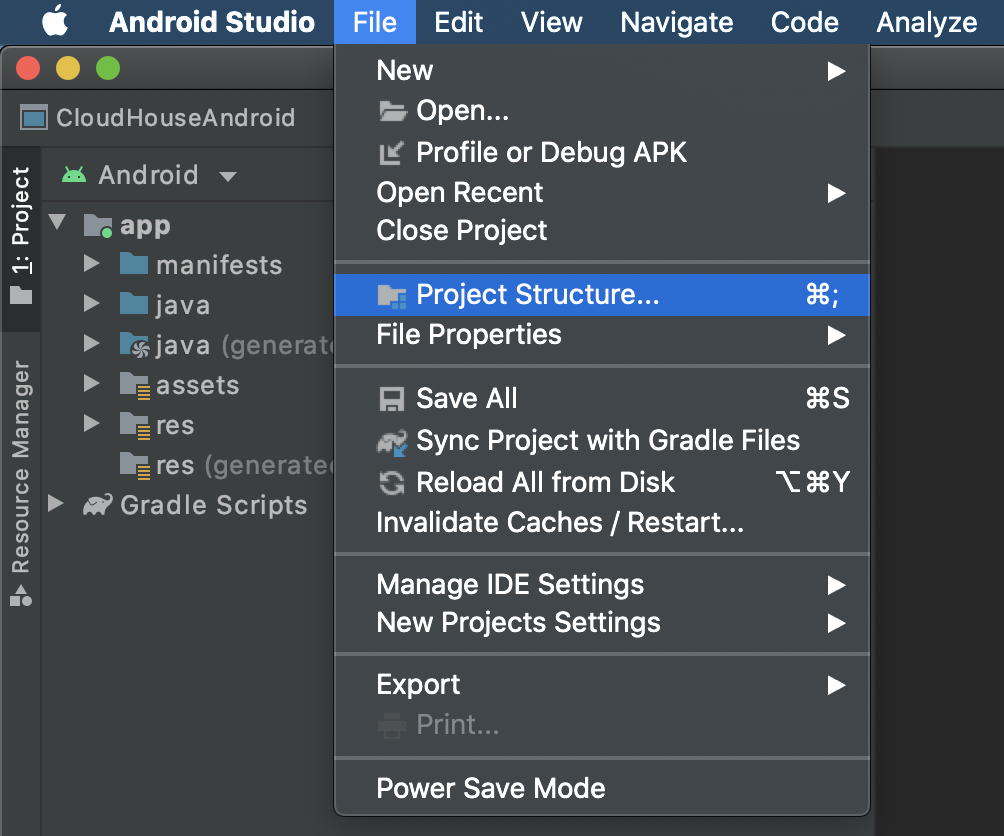 Android Studio File Edit View Navigate Code Analyze
CloudHouseAndroid
1: Project
Resource Manager
Android
app
manifests
java
java (generate
assets
res
res (generated
Gradle Scripts
New
Open...
Profile or Debug APK
Open Recent
Close Project
Project Structure... ⌘;
File Properties
Save All ⌘S
Sync Project with Gradle Files
Reload All from Disk ⌥⌘Y
Invalidate Caches / Restart...
Manage IDE Settings
New Projects Settings
Export
Print...
Power Save Mode